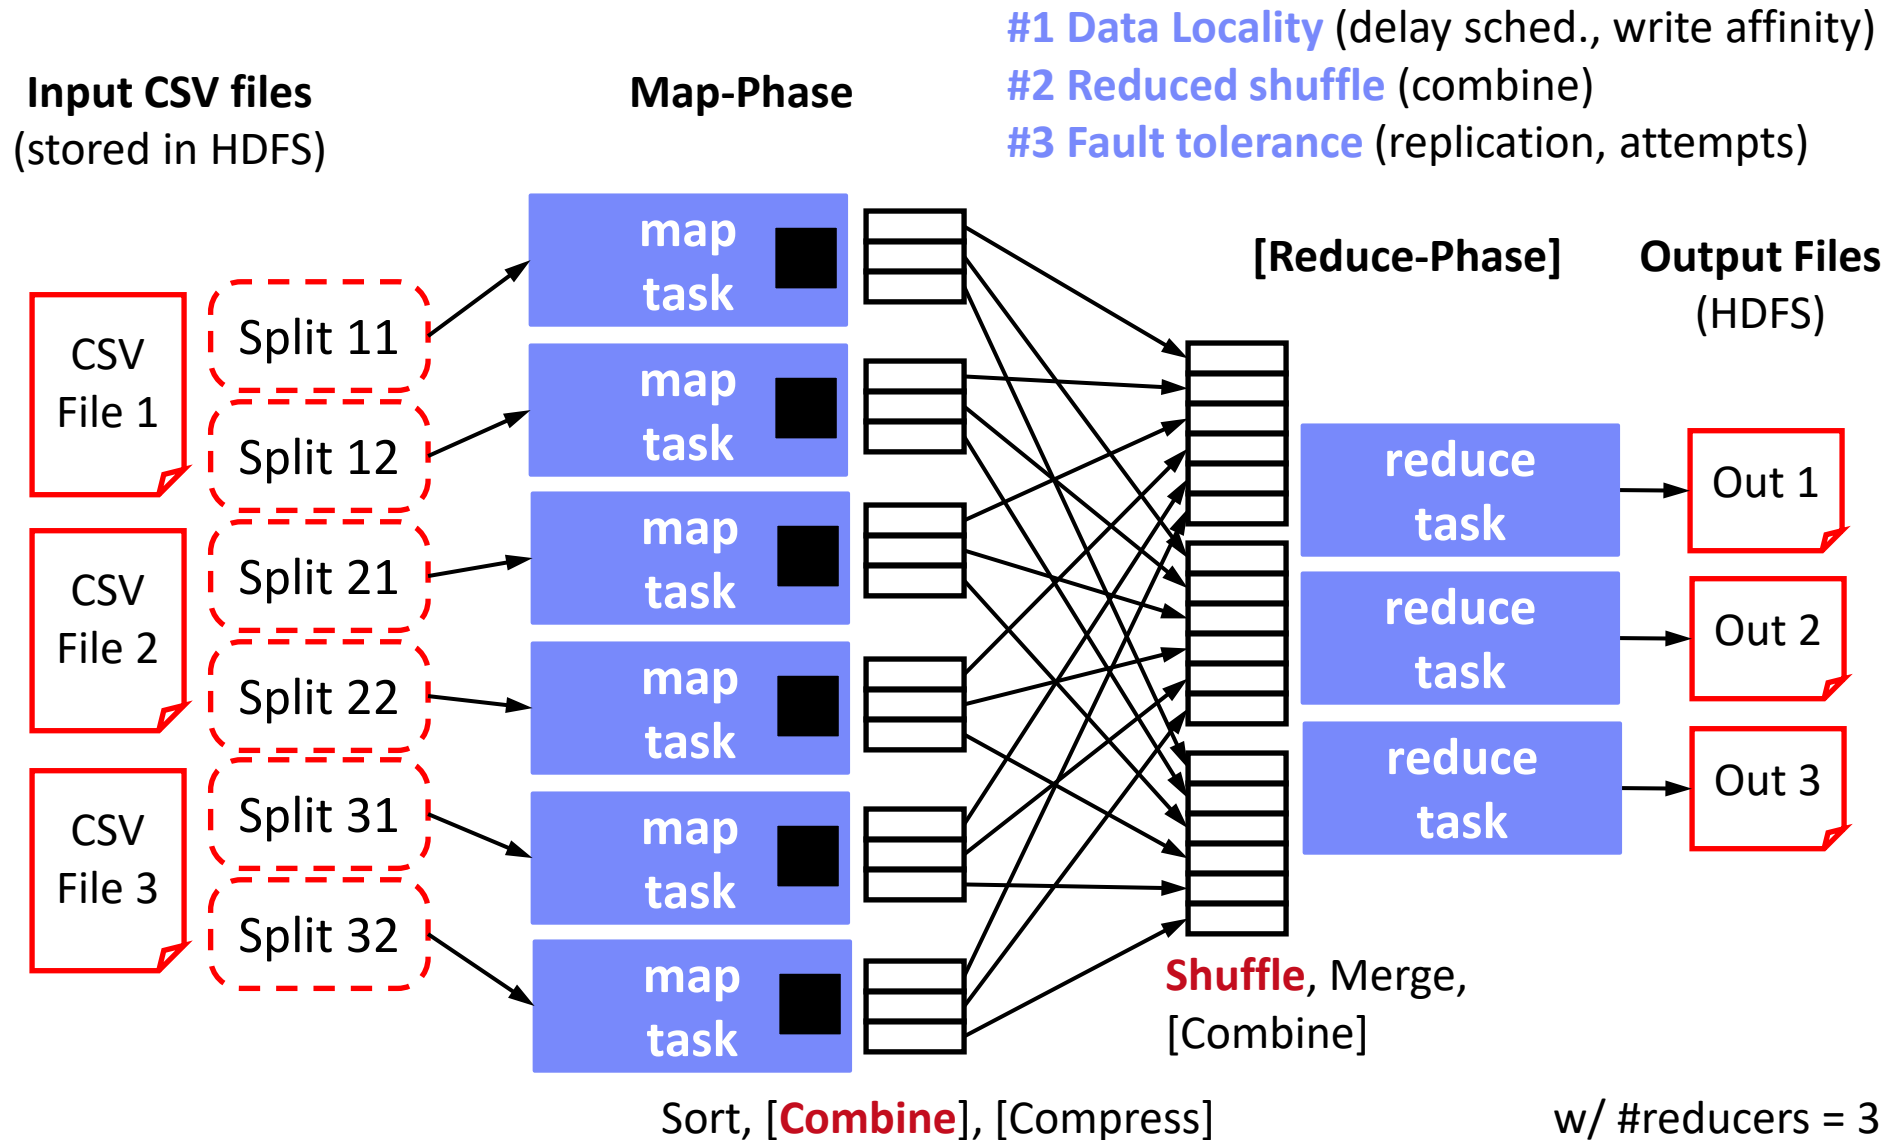 #1 Data Locality (delay sched., write affinity)
#2 Reduced shuffle (combine)
#3 Fault tolerance (replication, attempts)
Input CSV files
(stored in HDFS)
Map-Phase
[Reduce-Phase]
Output Files
(HDFS)
CSV
File 1
CSV
File 2
CSV
File 3
Split 11
Split 12
Split 21
Split 22
Split 31
Split 32
map
task
map
task
map
task
map
task
map
task
map
task
reduce
task
reduce
task
reduce
task
Out 1
Out 2
Out 3
Shuffle, Merge,
[Combine]
Sort, [Combine], [Compress]
w/ #reducers = 3